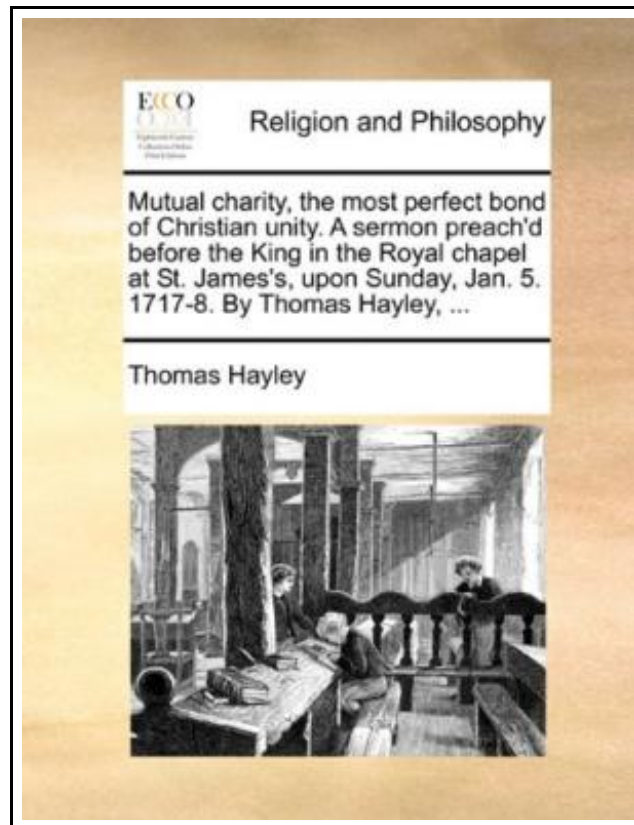 ECCO
Religion and Philosophy
Mutual charity, the most perfect bond
of Christian unity. A sermon preach'd
before the King in the Royal chapel
at St. James's, upon Sunday, Jan. 5.
1717-8. By Thomas Hayley, ...
Thomas Hayley